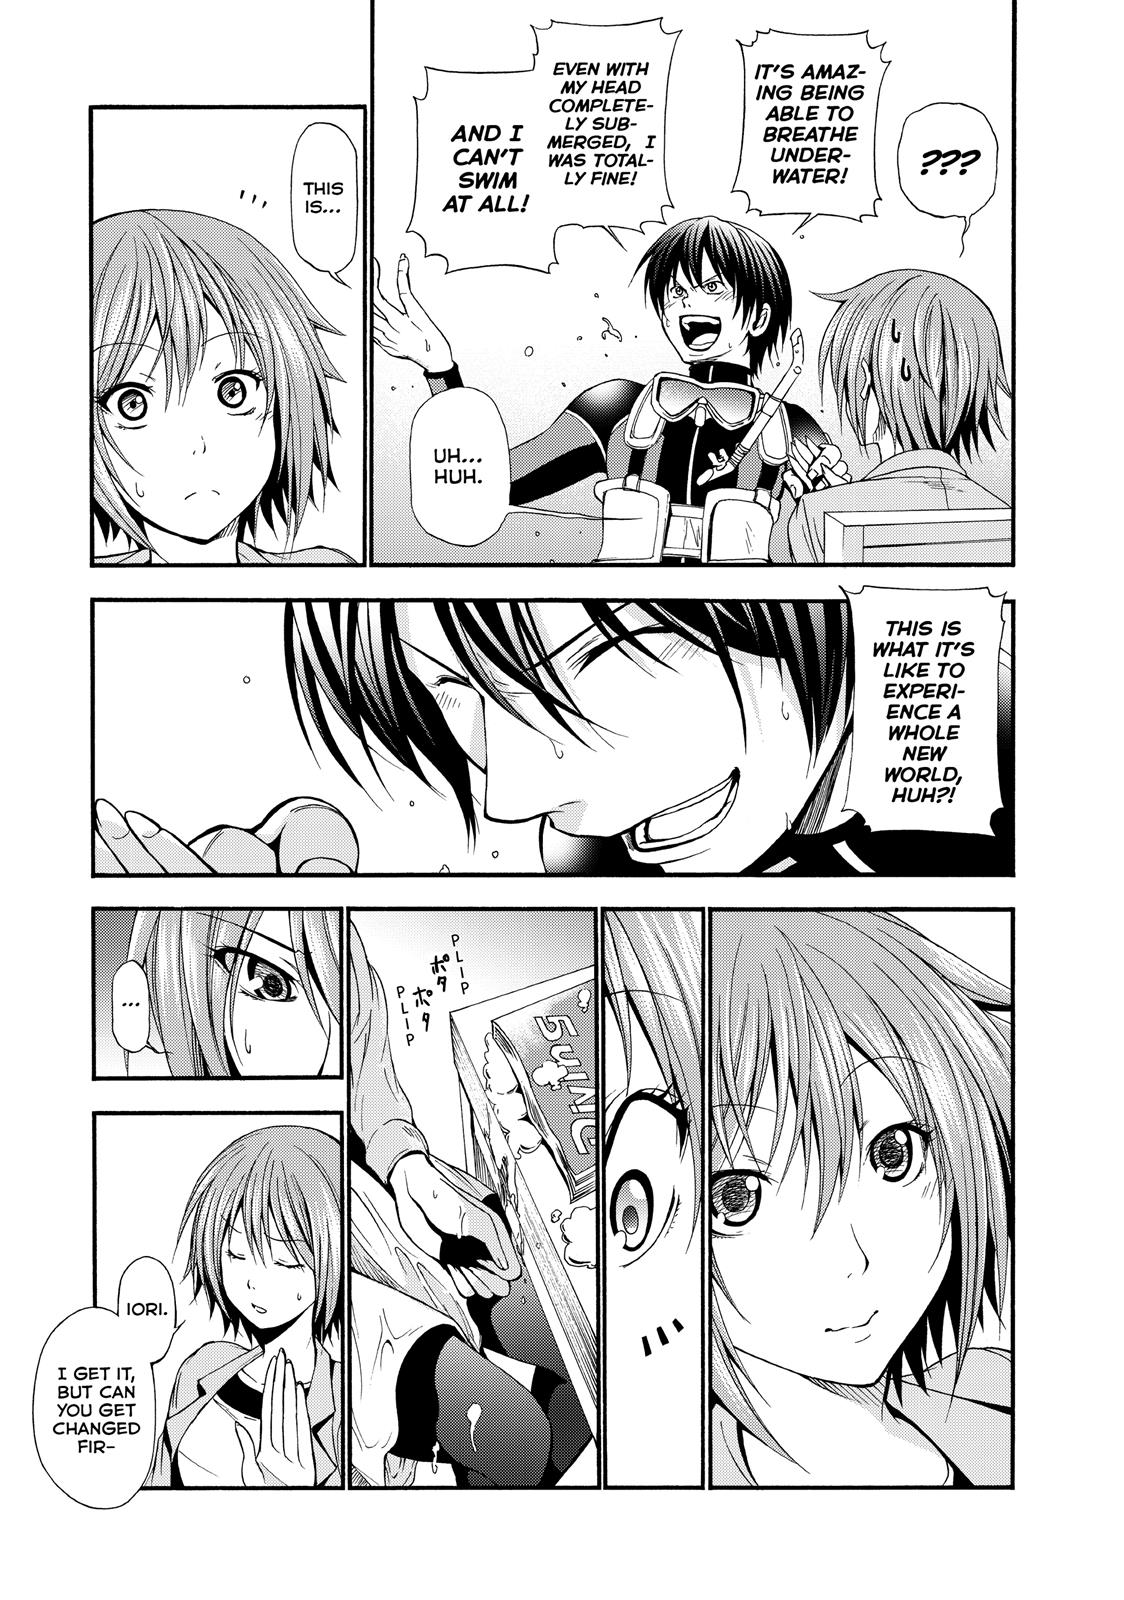 ???
IT'S AMAZ-
ING BEING
ABLE TO
BREATHE
UNDER-
WATER!
EVEN WITH
MY HEAD
COMPLETE-
LY SUB-
MERGED, I
WAS TOTAL-
LY FINE!
AND I
CAN'T
SWIM
AT ALL!
UH...
HUH.
THIS
IS...
THIS IS
WHAT IT'S
LIKE TO
EXPERI-
ENCE A
WHOLE
NEW
WORLD,
HUH?!
PLIP
ポタ
ポタ
PLIP
...
IORI.
I GET IT,
BUT CAN
YOU GET
CHANGED
FIR-